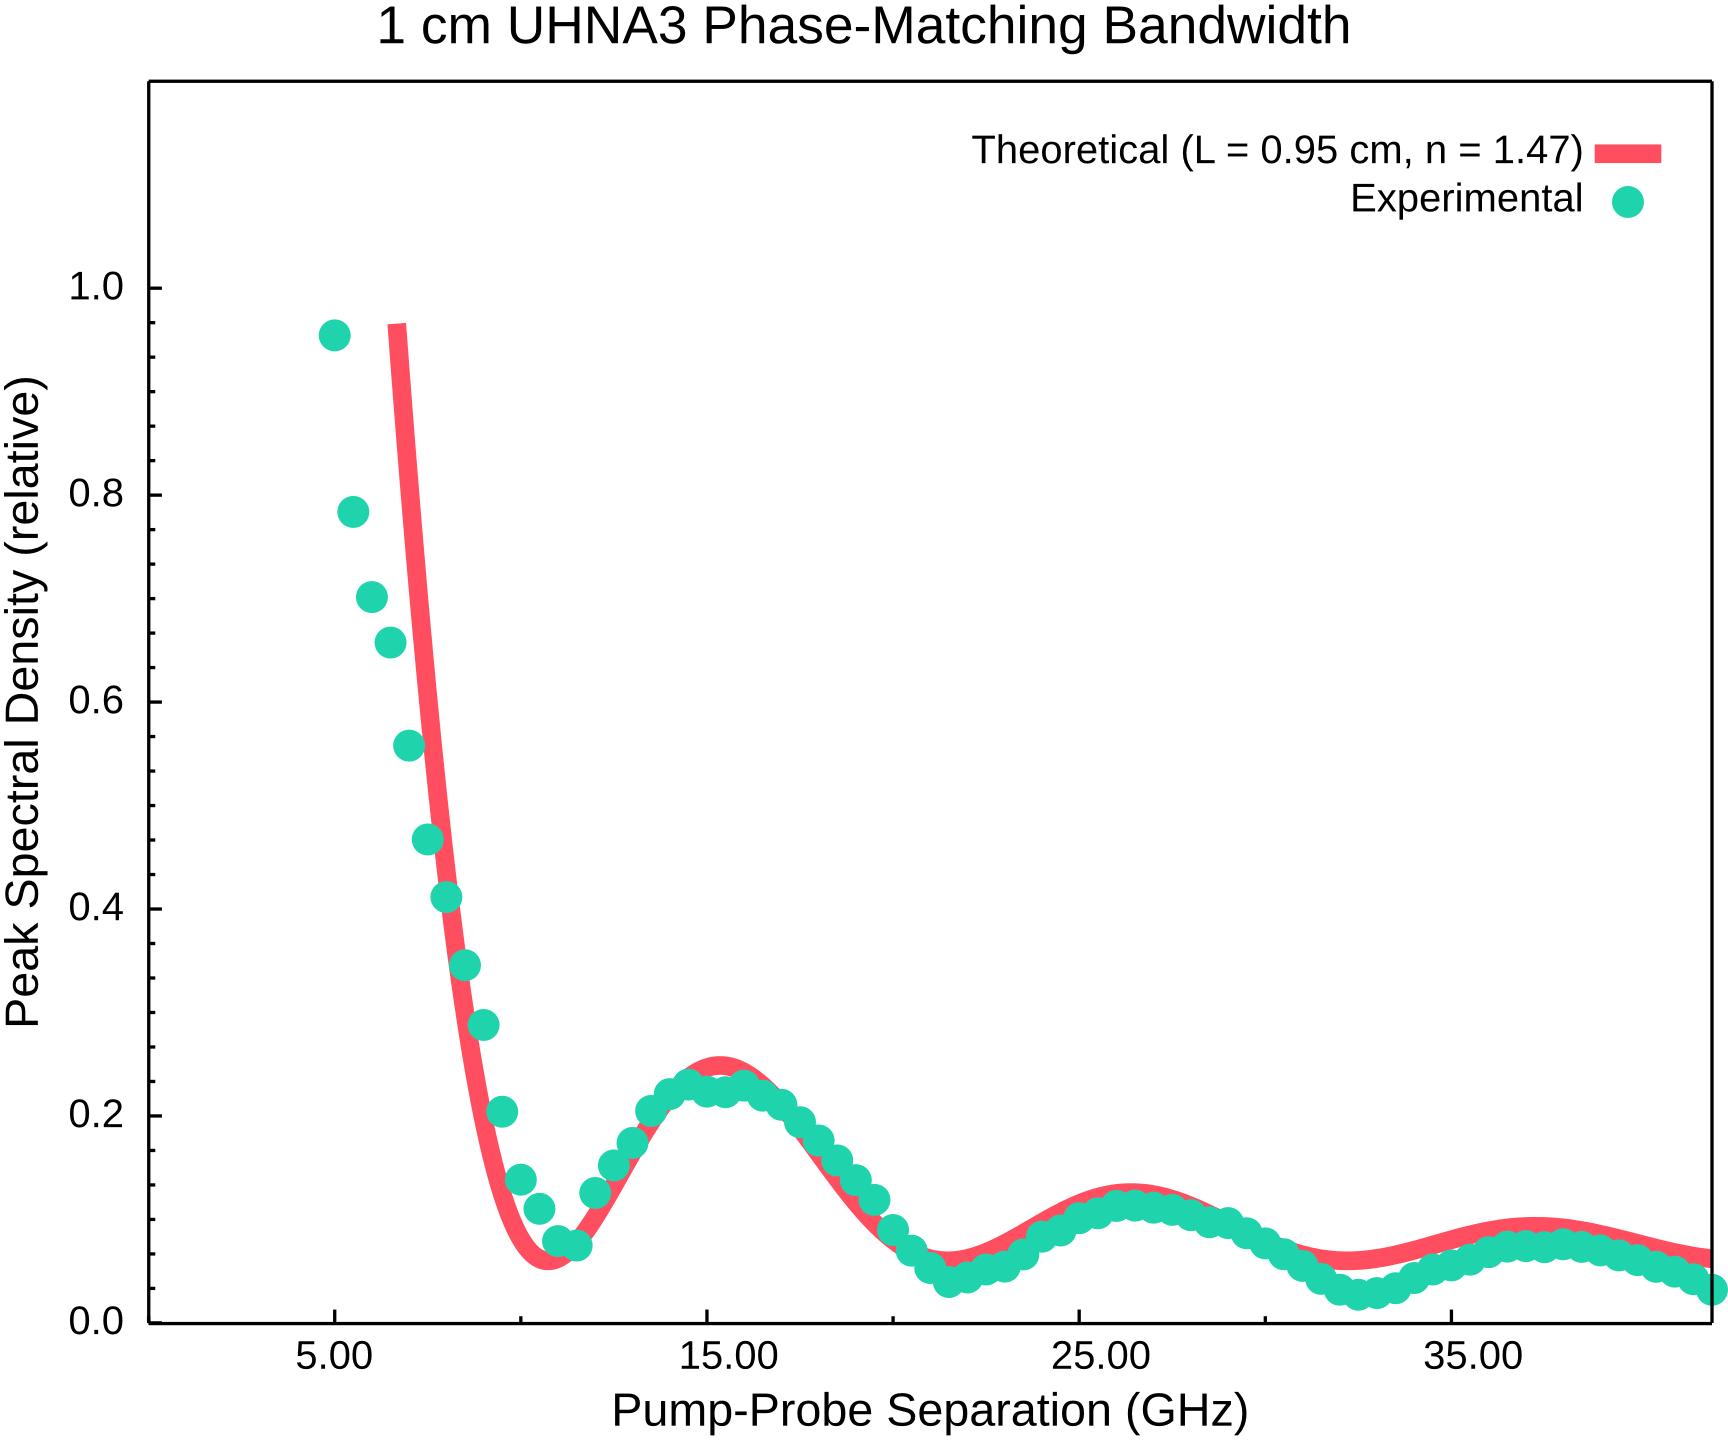 1 cm UHNA3 Phase-Matching Bandwidth
Theoretical (L = 0.95 cm, n = 1.47)
Experimental
1.0
0.8
0.6
0.4
0.2
0.0
Peak Spectral Density (relative)
5.00 15.00 25.00 35.00
Pump-Probe Separation (GHz)